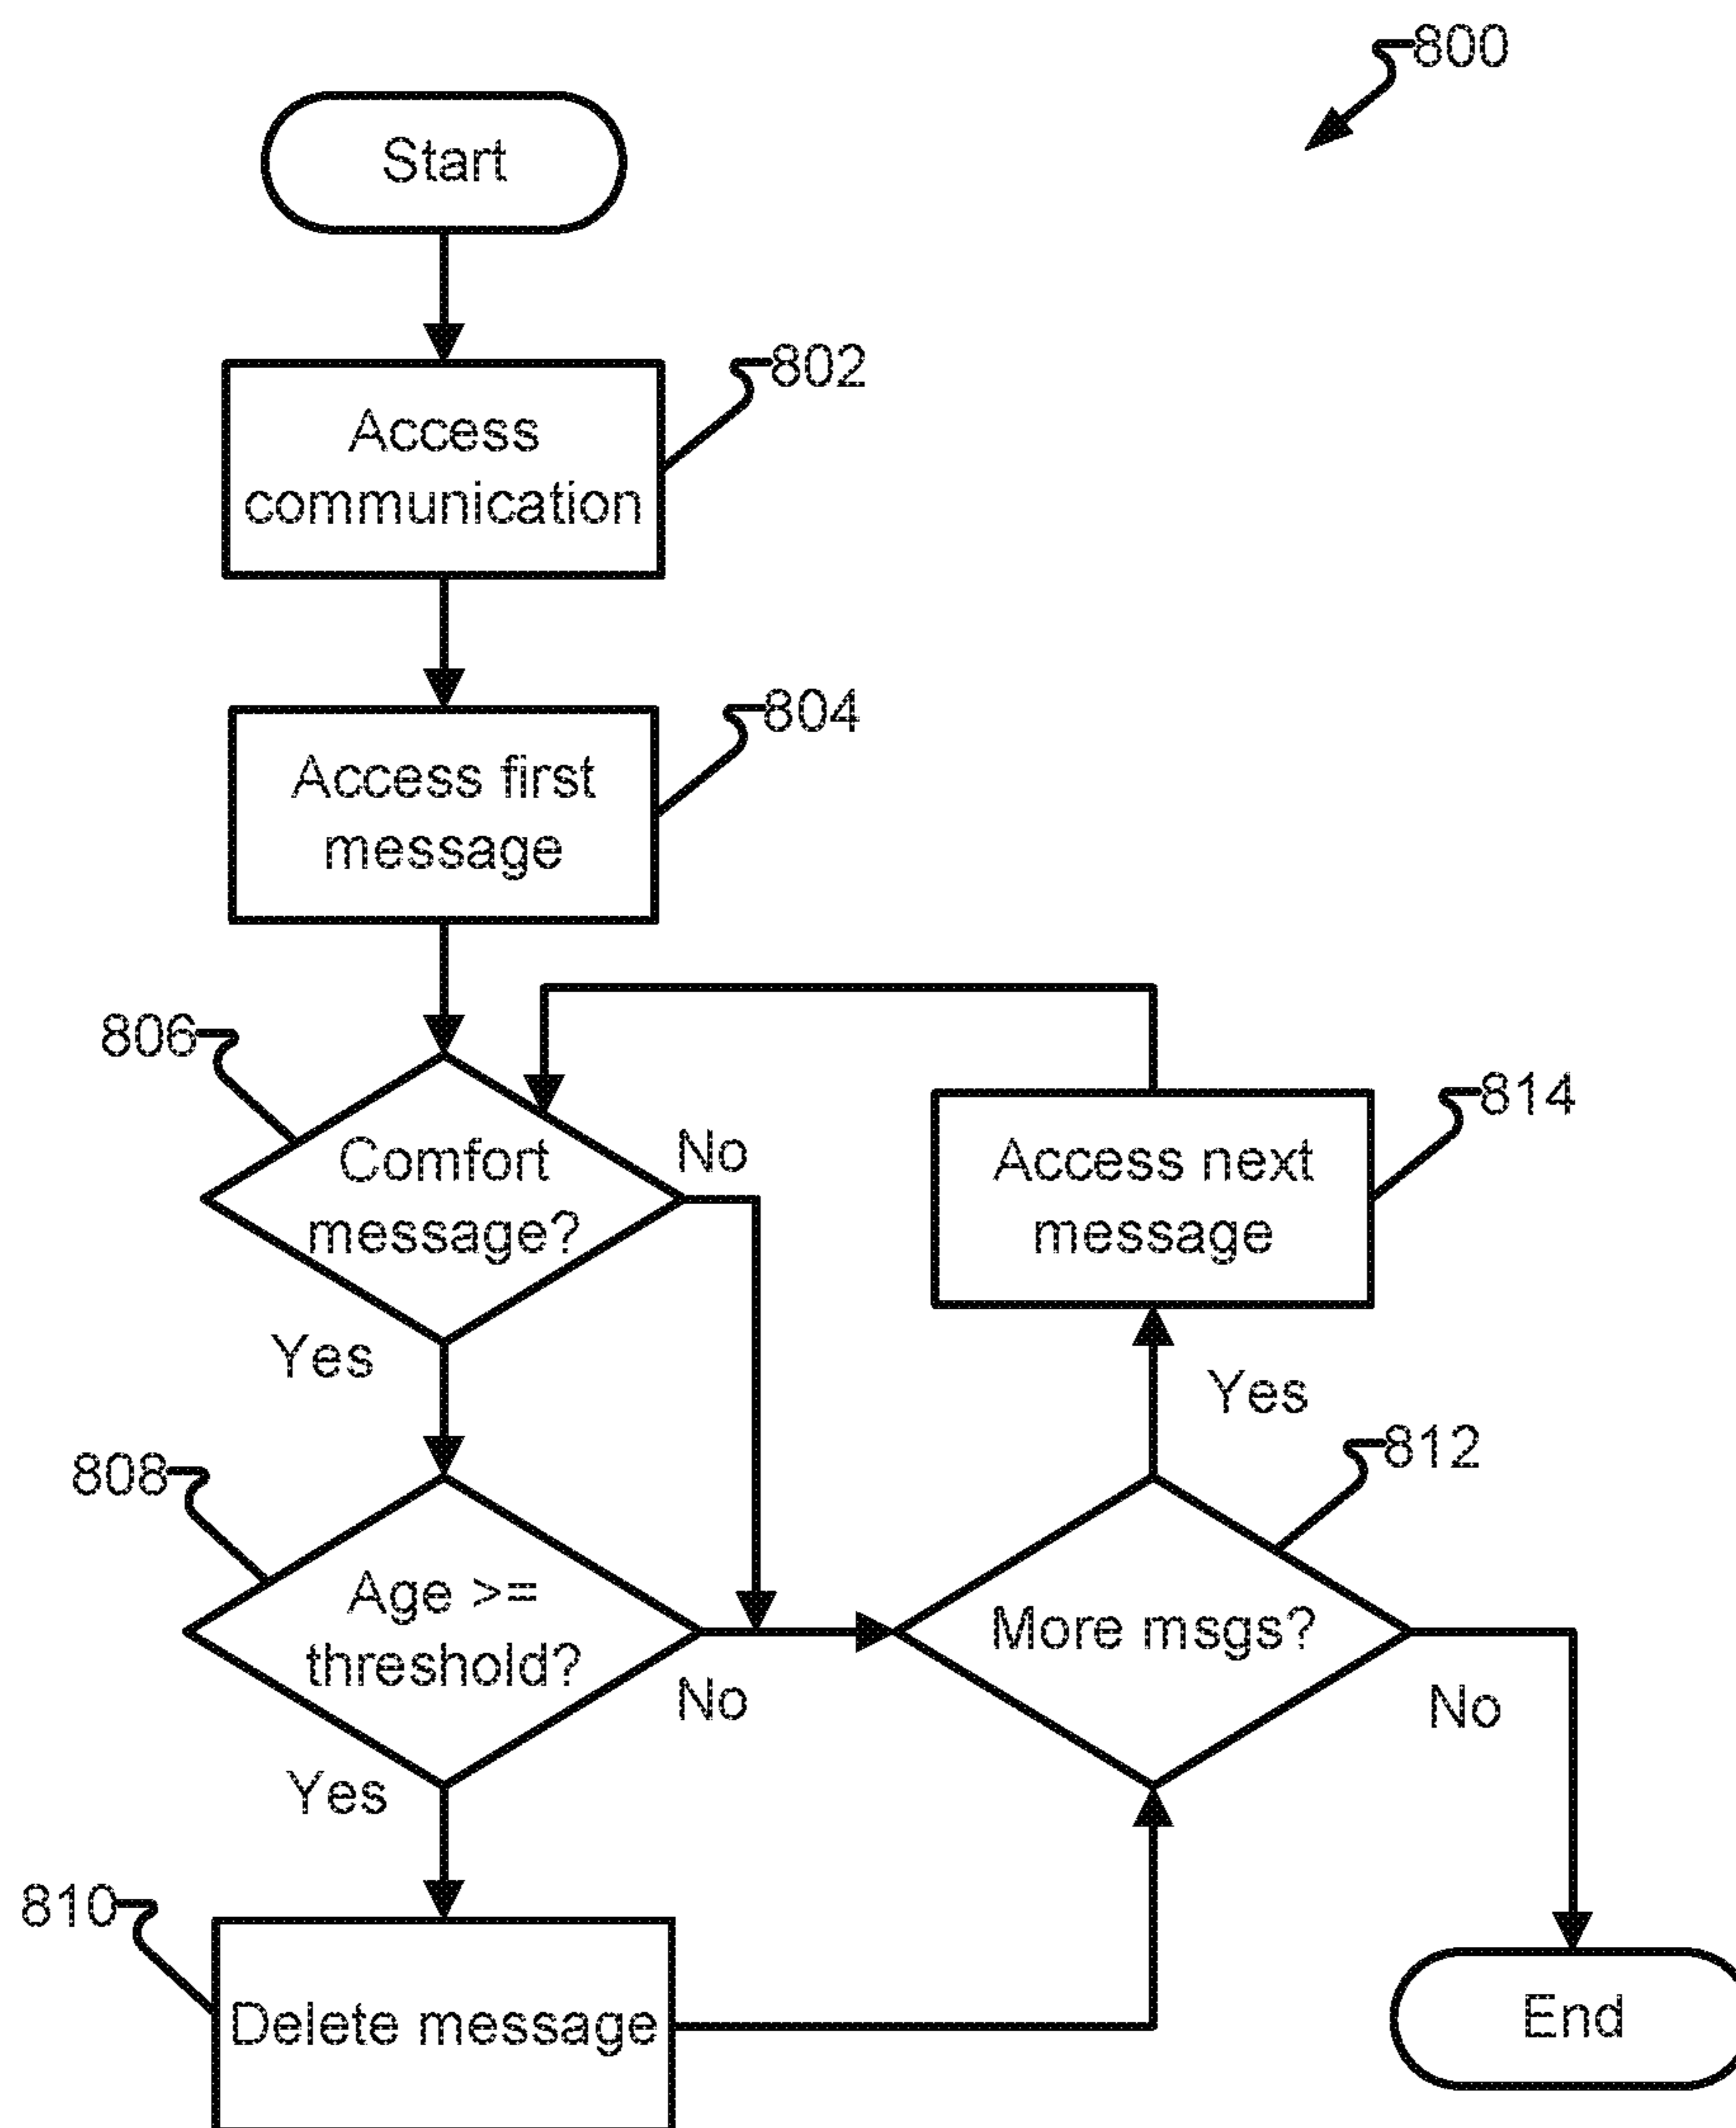 800
Start
802
Access
communication
804
Access first
message
806
Comfort
message?
No
Yes
814
Access next
message
Yes
808
Age >=
threshold?
No
Yes
812
More msgs?
No
810
Delete message
End